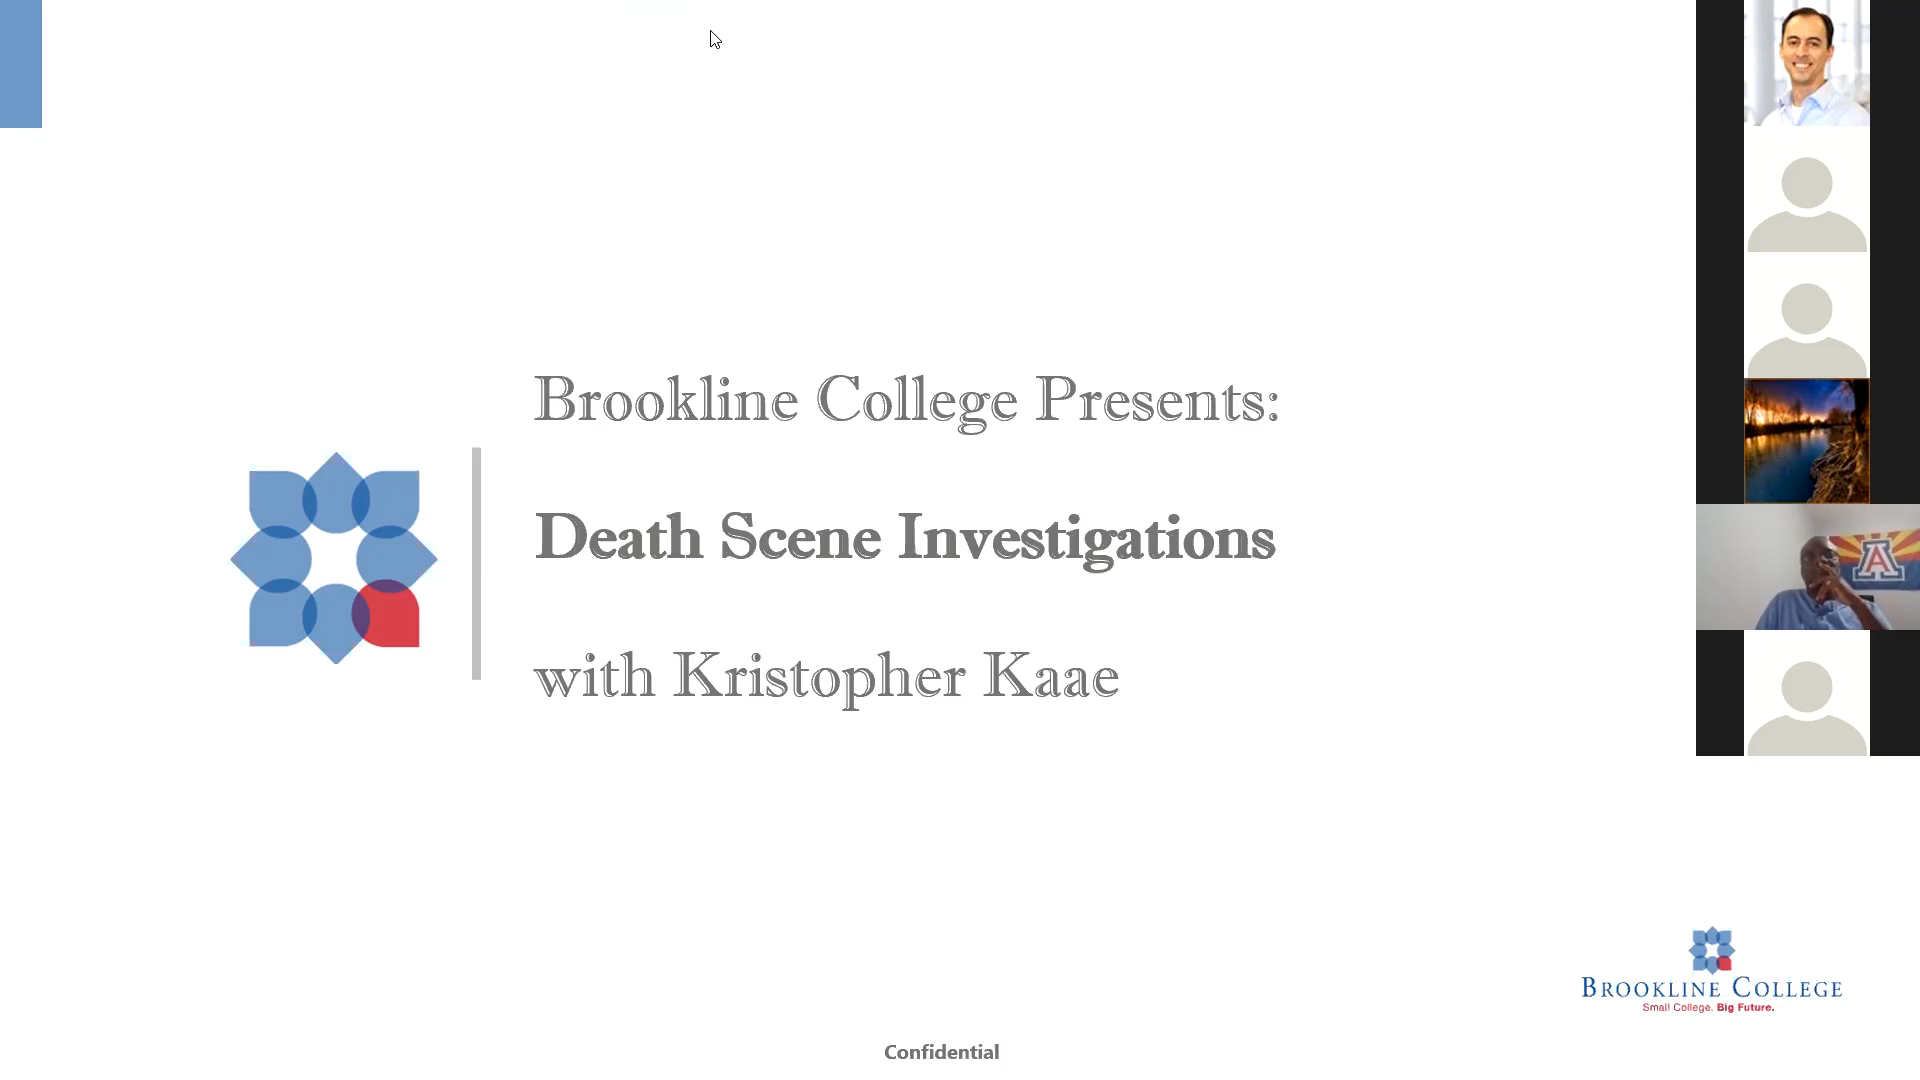 Brookline College Presents:
Death Scene Investigations
with Kristopher Kaae
A
BROOKLINE COLLEGE
Small College. Big Future.
Confidential